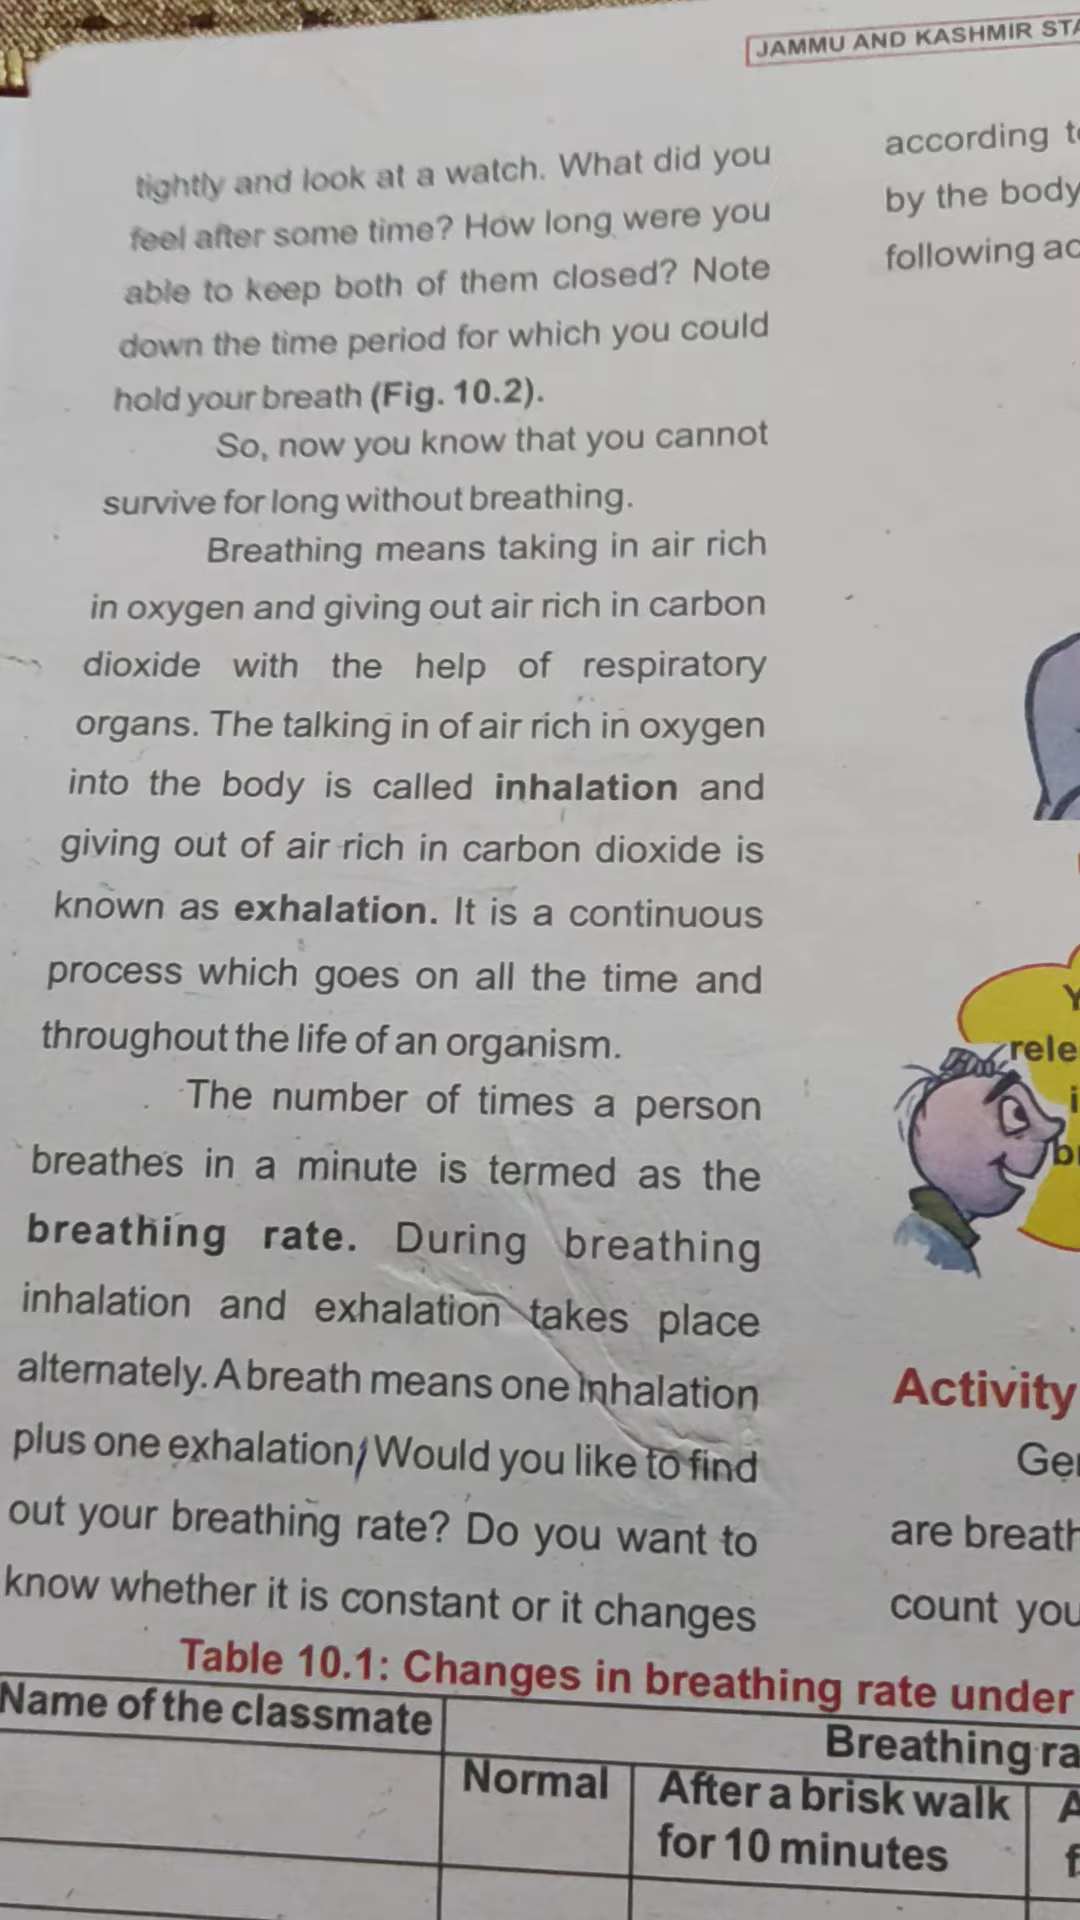 JAMMU AND KASHMIR
tightly and look at a watch. What did you
feel after some time? How long were you
able to keep both of them closed? Note
down the time period for which you could
hold your breath (Fig. 10.2).
So, now you know that you cannot
survive for long without breathing.
Breathing means taking in air rich
in oxygen and giving out air rich in carbon
dioxide with the help of respiratory
organs. The talking in of air rich in oxygen
into the body is called inhalation and
giving out of air rich in carbon dioxide is
known as exhalation. It is a continuous
process which goes on all the time and
throughout the life of an organism.
The number of times a person
breathes in a minute is termed as the
breathing rate. During breathing
inhalation and exhalation takes place
alternately. A breath means one inhalation
plus one exhalation. Would you like to find
out your breathing rate? Do you want to
know whether it is constant or it changes
according
by the body
following
Activity
are
count
Table 10.1: Changes in breathing rate under
Name of the classmate
Breathing
Normal
After a brisk walk
for 10 minutes